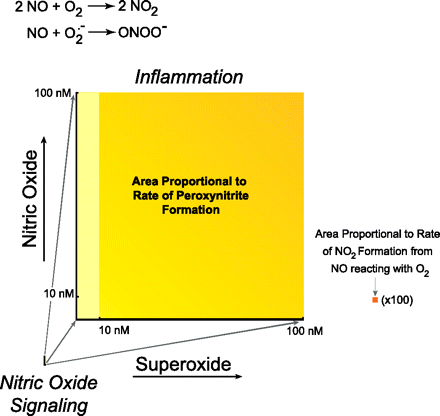 2 NO + O₂ → 2 NO₂
NO + O₂·⁻ → ONOO⁻
Inflammation
100 nM
Area Proportional to
Rate of Peroxynitrite
Formation
Nitric Oxide
Area Proportional to Rate
of NO₂ Formation from
NO reacting with O₂
(x100)
10 nM
10 nM
100 nM
Superoxide
Nitric Oxide
Signaling